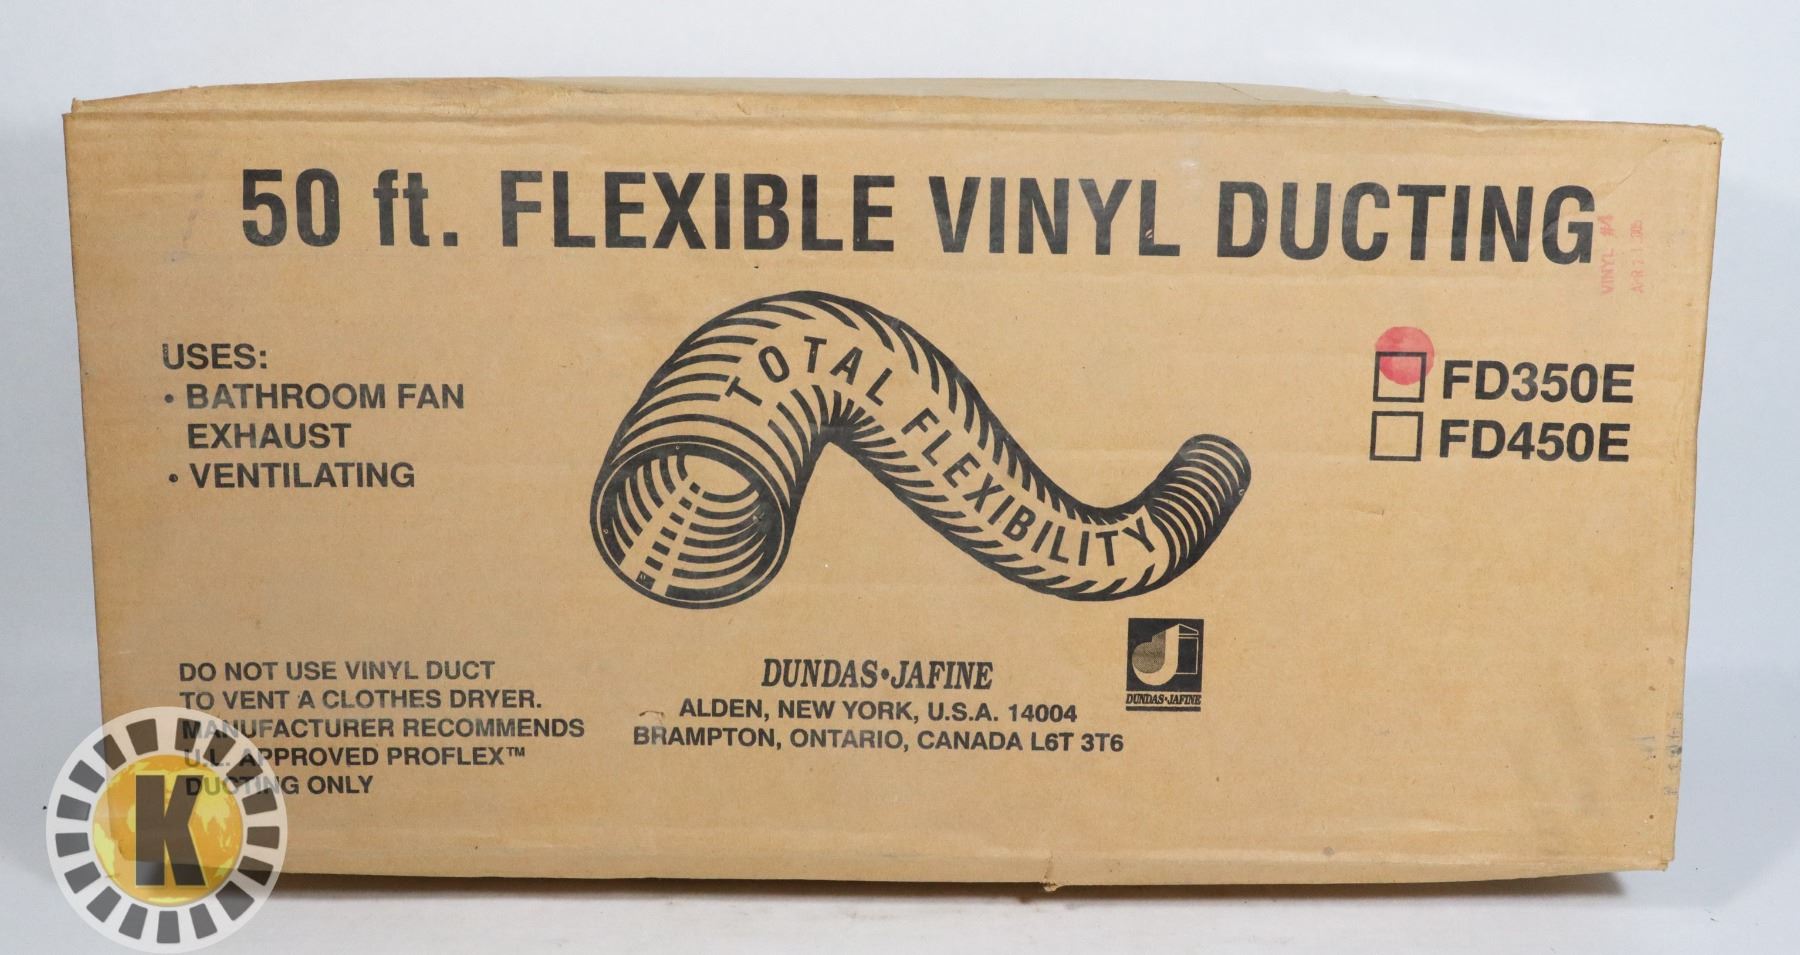 50 ft. FLEXIBLE VINYL DUCTING
VINYL #4
USES:
• BATHROOM FAN
EXHAUST
• VENTILATING
TOTAL FLEXIBILITY
FD350E
FD450E
DO NOT USE VINYL DUCT
TO VENT A CLOTHES DRYER.
MANUFACTURER RECOMMENDS
U.L. APPROVED PROFLEX™
DUCTING ONLY
DUNDAS•JAFINE
ALDEN, NEW YORK, U.S.A. 14004
BRAMPTON, ONTARIO, CANADA L6T 3T6
DUNDAS•JAFINE
K